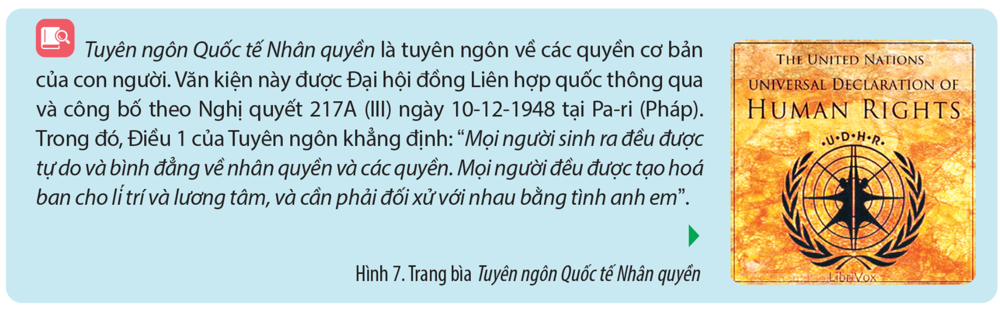 Tuyên ngôn Quốc tế Nhân quyền là tuyên ngôn về các quyền cơ bản
của con người. Văn kiện này được Đại hội đồng Liên hợp quốc thông qua
và công bố theo Nghị quyết 217A (III) ngày 10-12-1948 tại Pa-ri (Pháp).
Trong đó, Điều 1 của Tuyên ngôn khẳng định: “Mọi người sinh ra đều được
tự do và bình đẳng về nhân quyền và các quyền. Mọi người đều được tạo hoá
ban cho lí trí và lương tâm, và cần phải đối xử với nhau bằng tình anh em”.
Hình 7. Trang bìa Tuyên ngôn Quốc tế Nhân quyền
THE UNITED NATIONS
UNIVERSAL DECLARATION OF
HUMAN RIGHTS
•U•D•H•R•
LibriVox